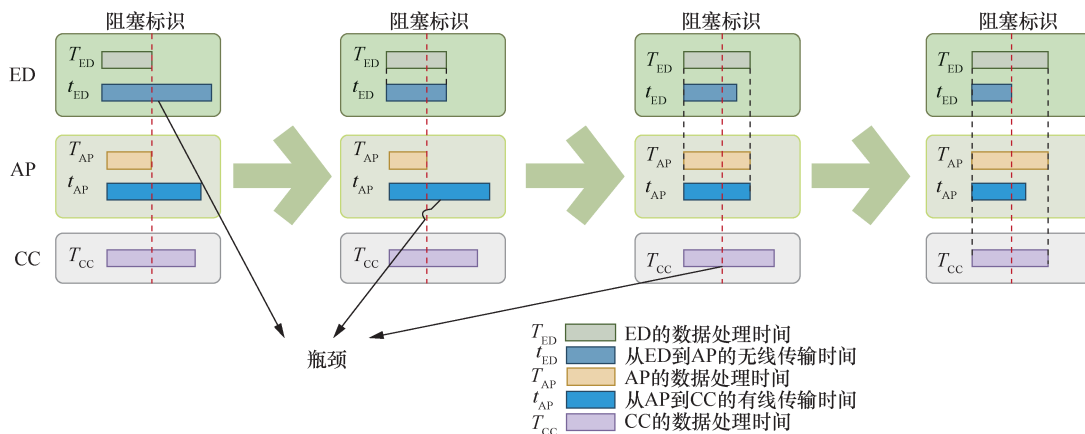 阻塞标识 阻塞标识 阻塞标识 阻塞标识
ED
T_ED T_ED T_ED T_ED
t_ED t_ED t_ED t_ED
AP
T_AP T_AP T_AP T_AP
t_AP t_AP t_AP t_AP
CC
T_CC T_CC T_CC T_CC
瓶颈
T_ED ED的数据处理时间
t_ED 从ED到AP的无线传输时间
T_AP AP的数据处理时间
t_AP 从AP到CC的有线传输时间
T_CC CC的数据处理时间